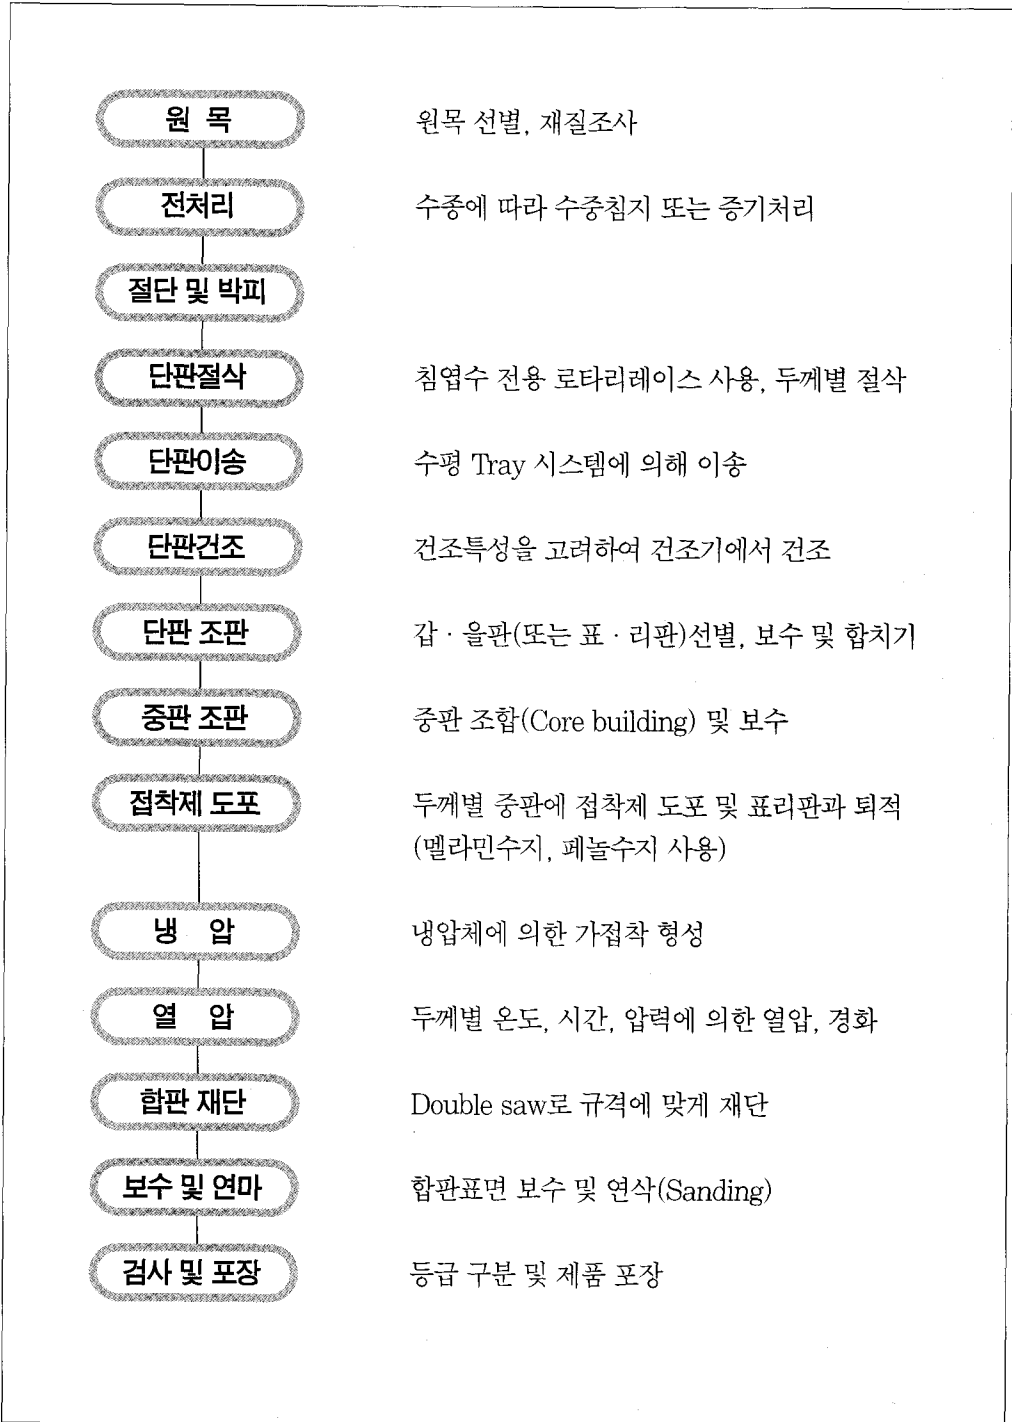 원 목 원목 선별, 재질조사
전처리 수종에 따라 수중침지 또는 증기처리
절단 및 박피
단판절삭 침엽수 전용 로타리레이스 사용, 두께별 절삭
단판이송 수평 Tray 시스템에 의해 이송
단판건조 건조특성을 고려하여 건조기에서 건조
단판 조판 갑 · 을판(또는 표 · 리판)선별, 보수 및 합치기
중판 조판 중판 조합(Core building) 및 보수
접착제 도포 두께별 중판에 접착제 도포 및 표리판과 퇴적
(멜라민수지, 페놀수지 사용)
냉 압 냉압체에 의한 가접착 형성
열 압 두께별 온도, 시간, 압력에 의한 열압, 경화
합판 재단 Double saw로 규격에 맞게 재단
보수 및 연마 합판표면 보수 및 연삭(Sanding)
검사 및 포장 등급 구분 및 제품 포장